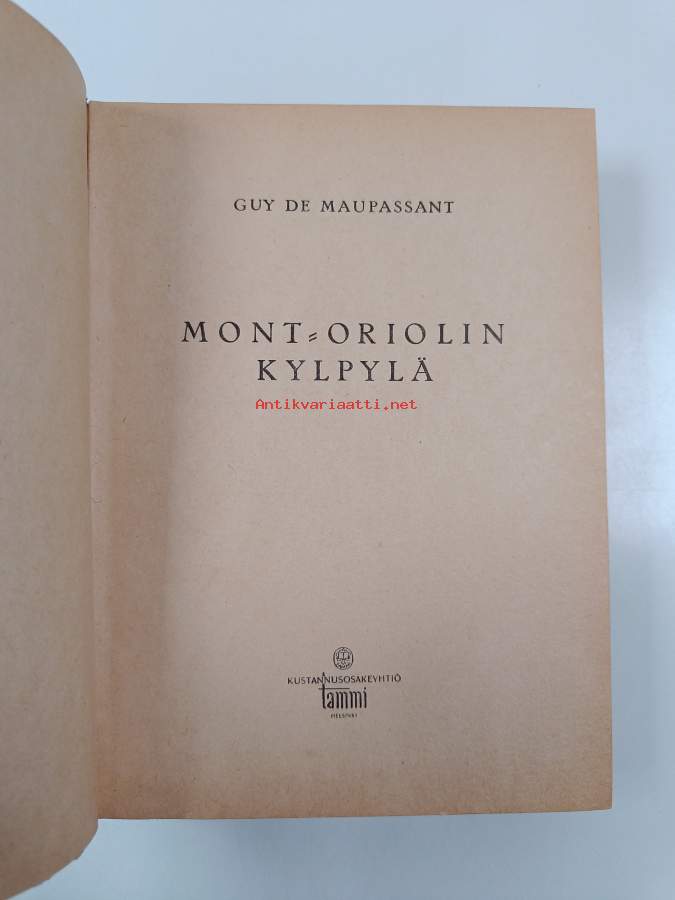 GUY DE MAUPASSANT
MONT-ORIOLIN
KYLPYLÄ
Antikvariaatti.net
KUSTANNUSOSAKEYHTIÖ
tammi
HELSINKI